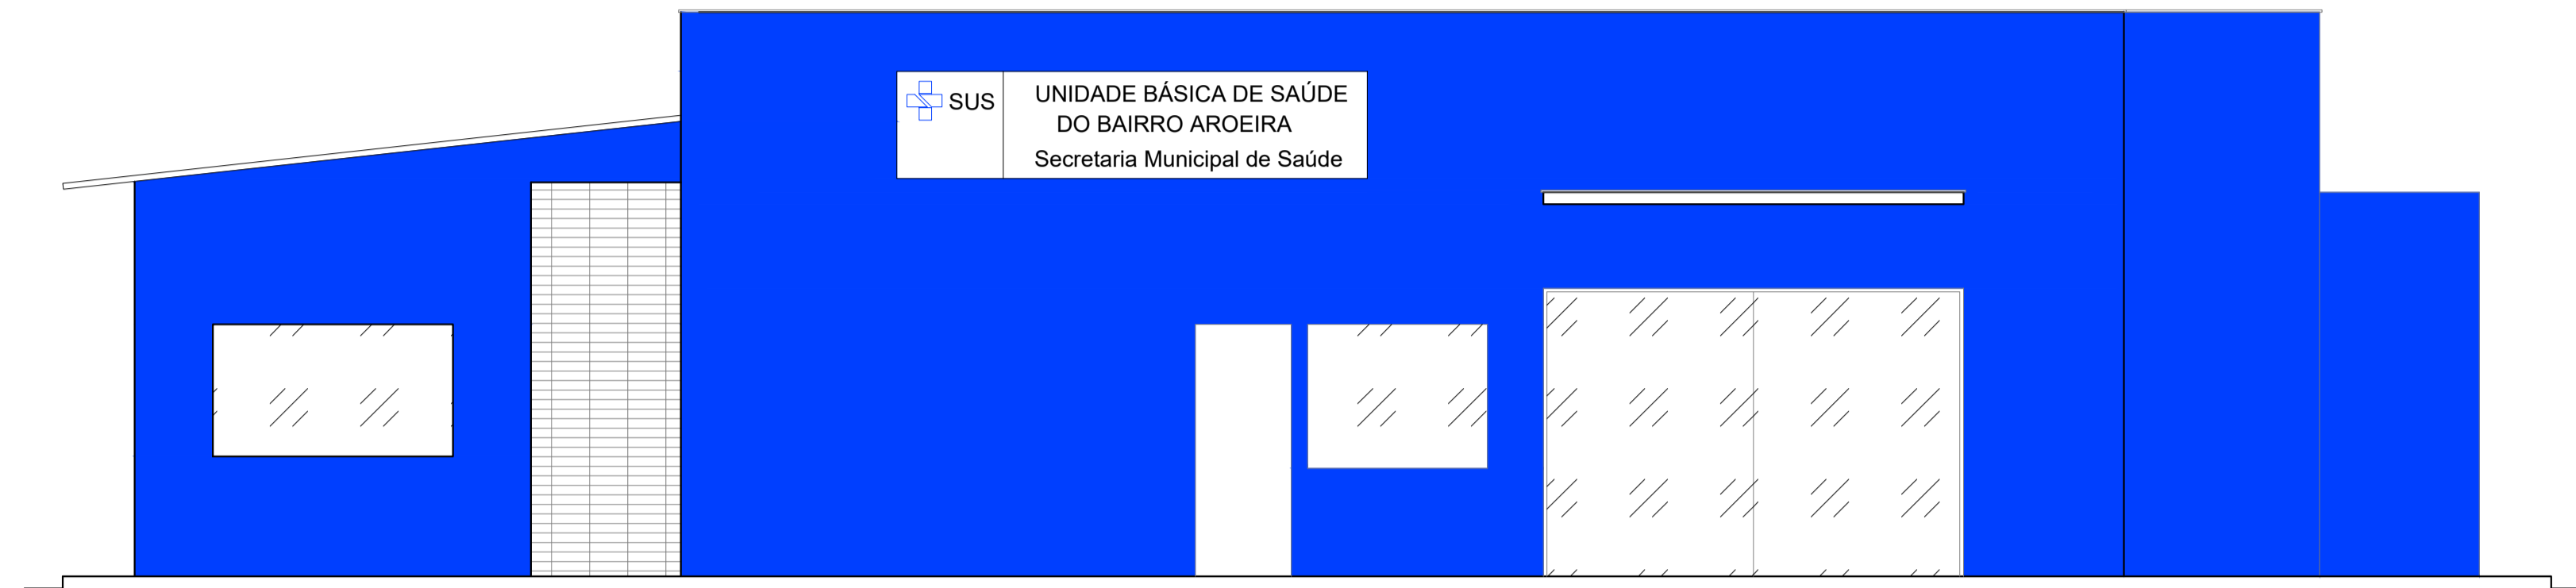 SUS
UNIDADE BÁSICA DE SAÚDE
DO BAIRRO AROEIRA
Secretaria Municipal de Saúde